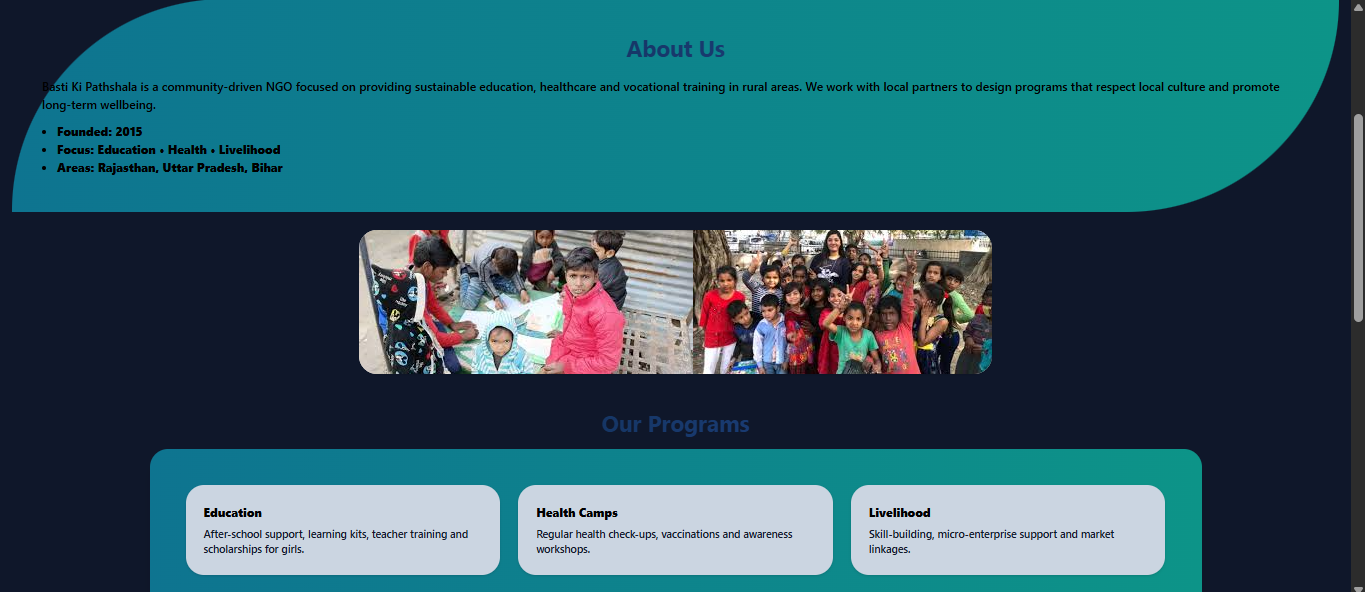 About Us
Basti Ki Pathshala is a community-driven NGO focused on providing sustainable education, healthcare and vocational training in rural areas. We work with local partners to design programs that respect local culture and promote
long-term wellbeing.
• Founded: 2015
• Focus: Education • Health • Livelihood
• Areas: Rajasthan, Uttar Pradesh, Bihar
Our Programs
Education
After-school support, learning kits, teacher training and
scholarships for girls.
Health Camps
Regular health check-ups, vaccinations and awareness
workshops.
Livelihood
Skill-building, micro-enterprise support and market
linkages.